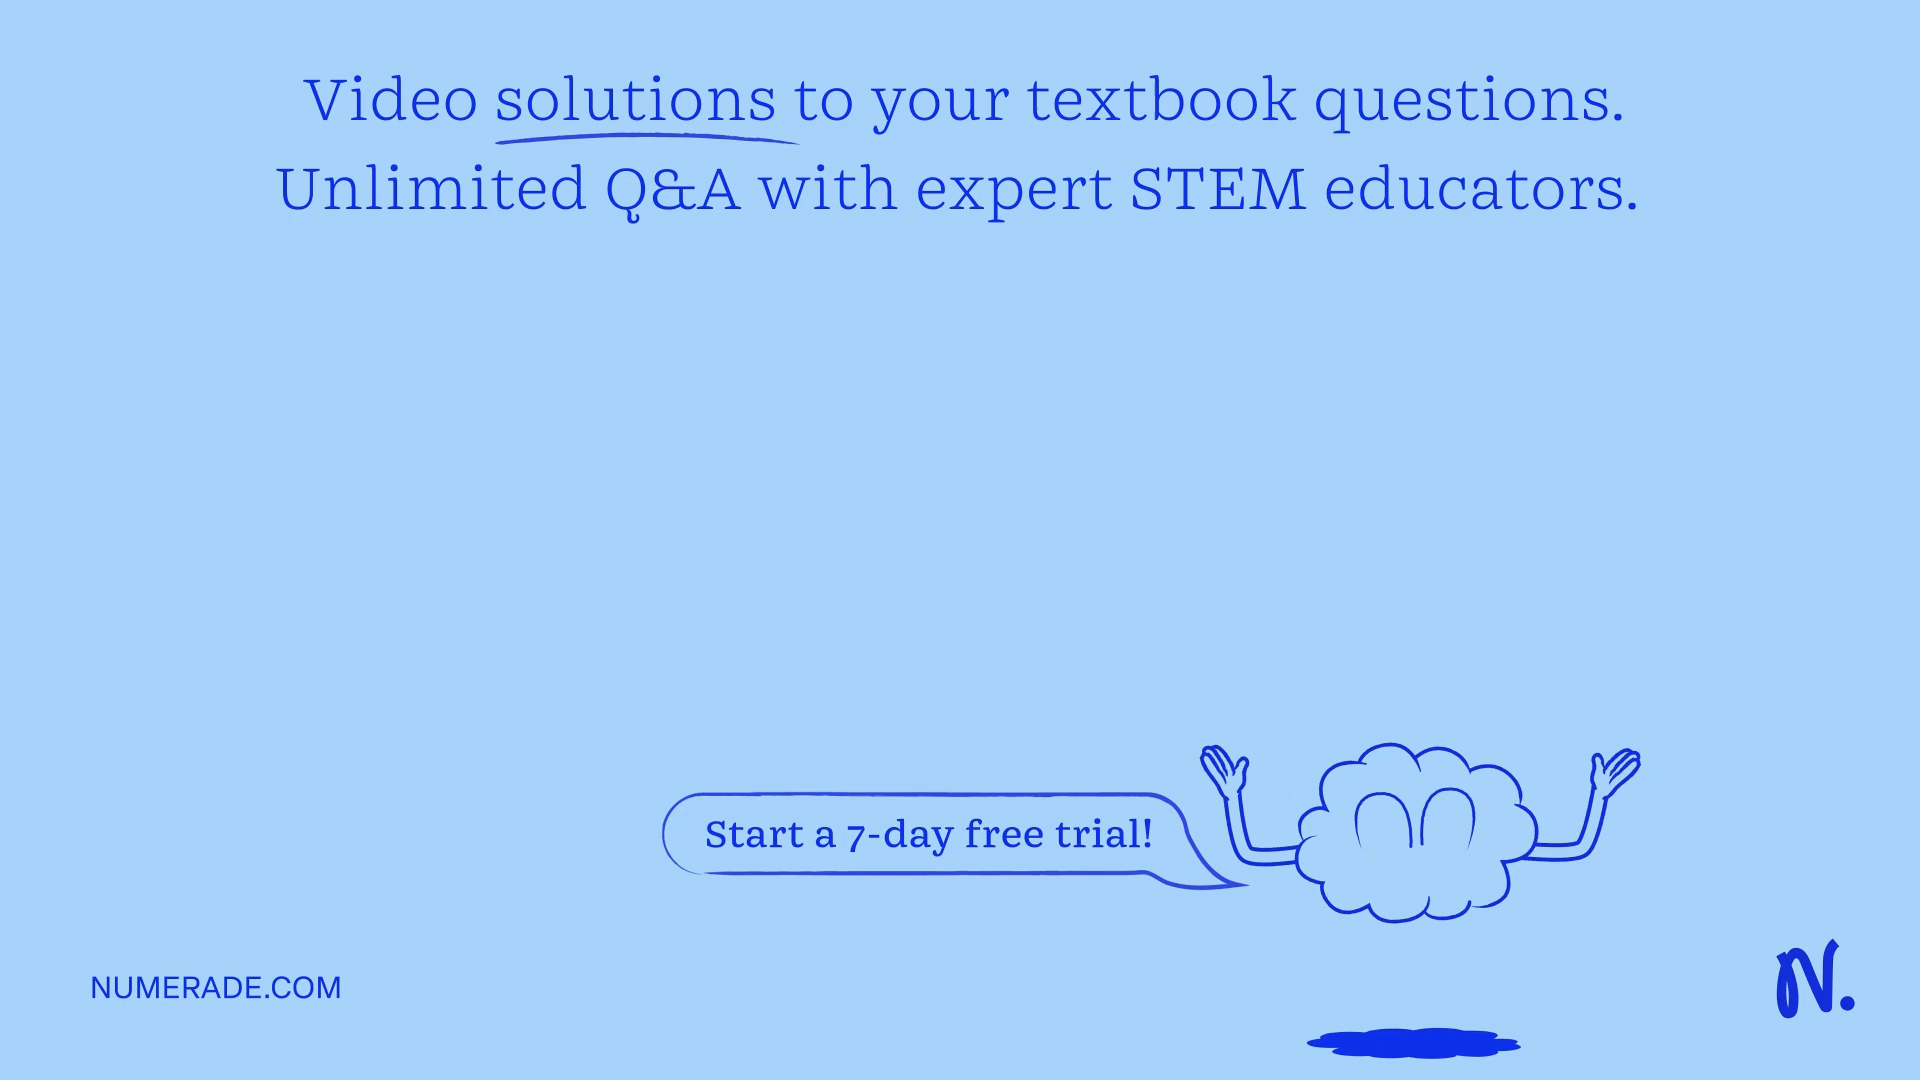 Video solutions to your textbook questions.
Unlimited Q&A with expert STEM educators.
Start a 7-day free trial!
NUMERADE.COM
N.